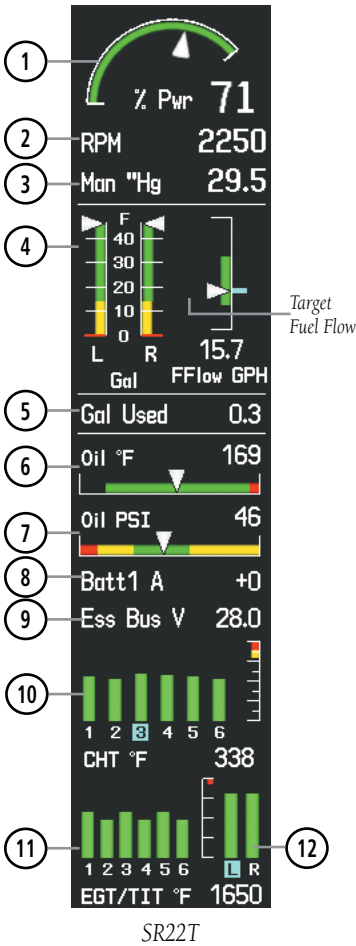 1
% Pwr 71
2
RPM 2250
3
Man "Hg 29.5
4
F
40
30
20
10
0
L R
Gal
Target
Fuel Flow
15.7
FFlow GPH
5
Gal Used 0.3
6
Oil °F 169
7
Oil PSI 46
8
Batt1 A +0
9
Ess Bus V 28.0
10
1 2 3 4 5 6
CHT °F 338
11
12
1 2 3 4 5 6 L R
EGT/TIT °F 1650
SR22T